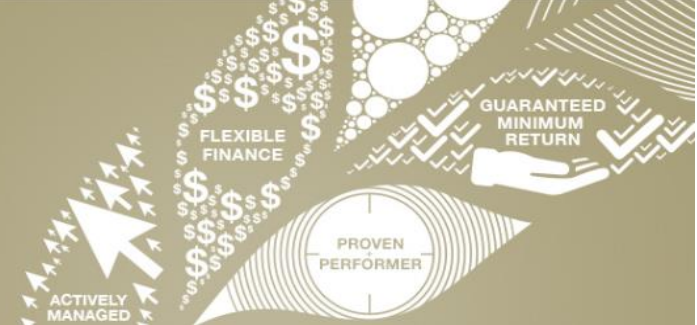 FLEXIBLE
FINANCE
GUARANTEED
MINIMUM
RETURN
PROVEN
PERFORMER
ACTIVELY
MANAGED